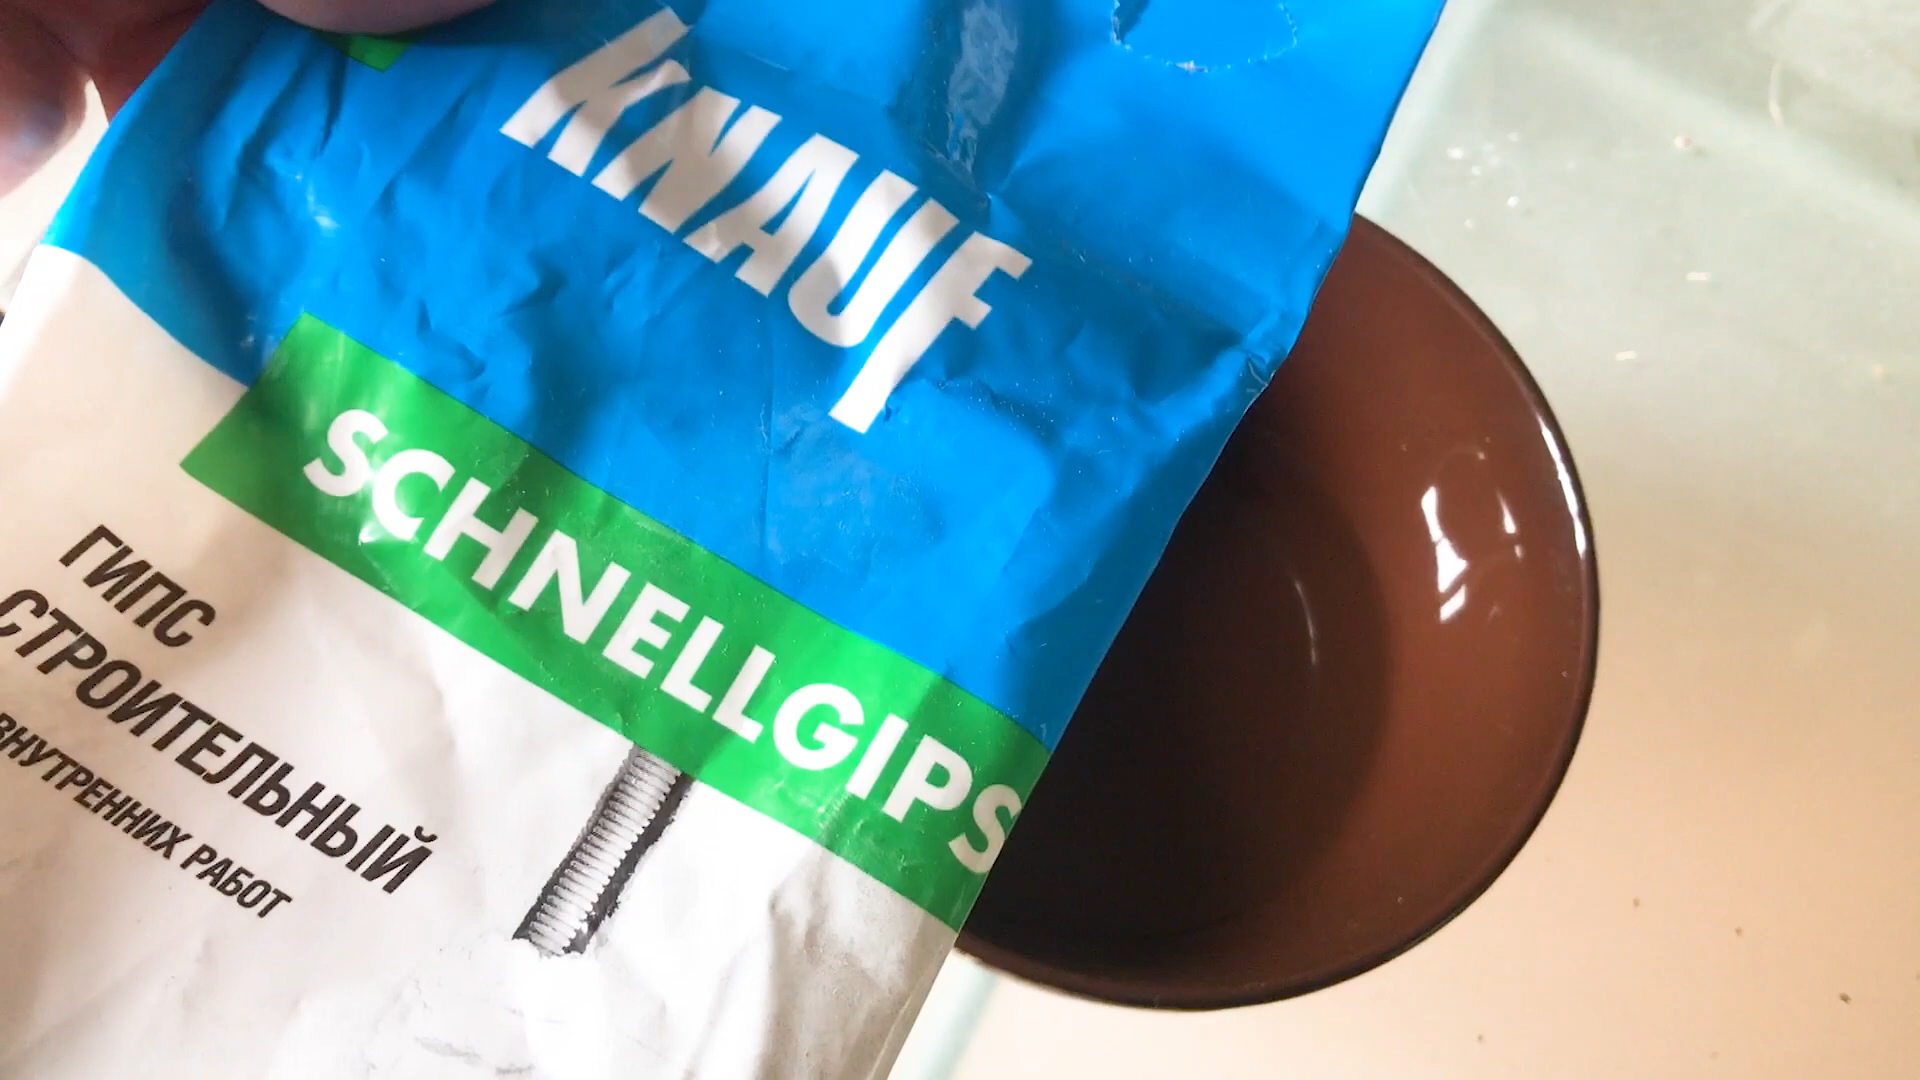 KNAUF
SCHNELLGIPS
ГИПС
СТРОИТЕЛЬНЫЙ
ВНУТРЕННИХ РАБОТ